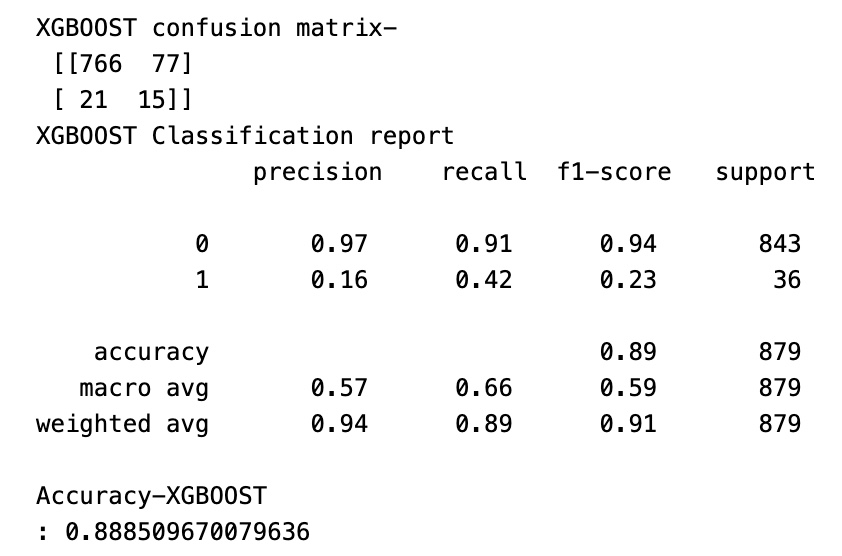 XGBOOST confusion matrix-
[[766 77]
[ 21 15]]
XGBOOST Classification report
precision recall f1-score support
0 0.97 0.91 0.94 843
1 0.16 0.42 0.23 36
accuracy 0.89 879
macro avg 0.57 0.66 0.59 879
weighted avg 0.94 0.89 0.91 879
Accuracy-XGBOOST
: 0.888509670079636